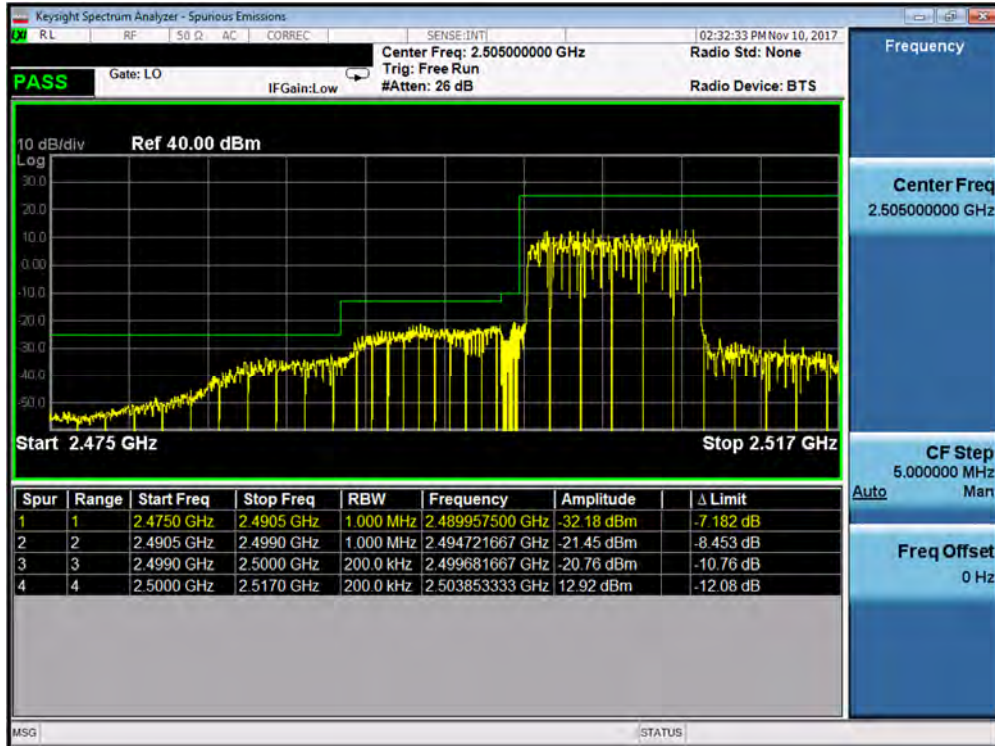 Keysight Spectrum Analyzer - Spurious Emissions
LXI RL RF 50 Ω AC CORREC SENSE:INT 02:32:33 PM Nov 10, 2017
Center Freq: 2.505000000 GHz Radio Std: None
PASS Gate: LO Trig: Free Run
IFGain:Low #Atten: 26 dB Radio Device: BTS
10 dB/div Ref 40.00 dBm
Log
30.0
20.0
10.0
0.00
-10.0
-20.0
-30.0
-40.0
-50.0
Start 2.475 GHz Stop 2.517 GHz
Spur Range Start Freq Stop Freq RBW Frequency Amplitude Δ Limit
1 1 2.4750 GHz 2.4905 GHz 1.000 MHz 2.489957500 GHz -32.18 dBm -7.182 dB
2 2 2.4905 GHz 2.4990 GHz 1.000 MHz 2.494721667 GHz -21.45 dBm -8.453 dB
3 3 2.4990 GHz 2.5000 GHz 200.0 kHz 2.499681667 GHz -20.76 dBm -10.76 dB
4 4 2.5000 GHz 2.5170 GHz 200.0 kHz 2.503853333 GHz 12.92 dBm -12.08 dB
MSG STATUS
Frequency
Center Freq
2.505000000 GHz
CF Step
5.000000 MHz
Auto Man
Freq Offset
0 Hz